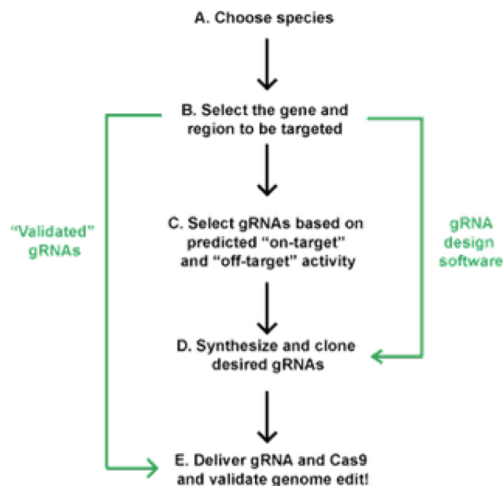 A. Choose species
B. Select the gene and
region to be targeted
"Validated"
gRNAs
C. Select gRNAs based on
predicted "on-target"
and "off-target" activity
gRNA
design
software
D. Synthesize and clone
desired gRNAs
E. Deliver gRNA and Cas9
and validate genome edit!